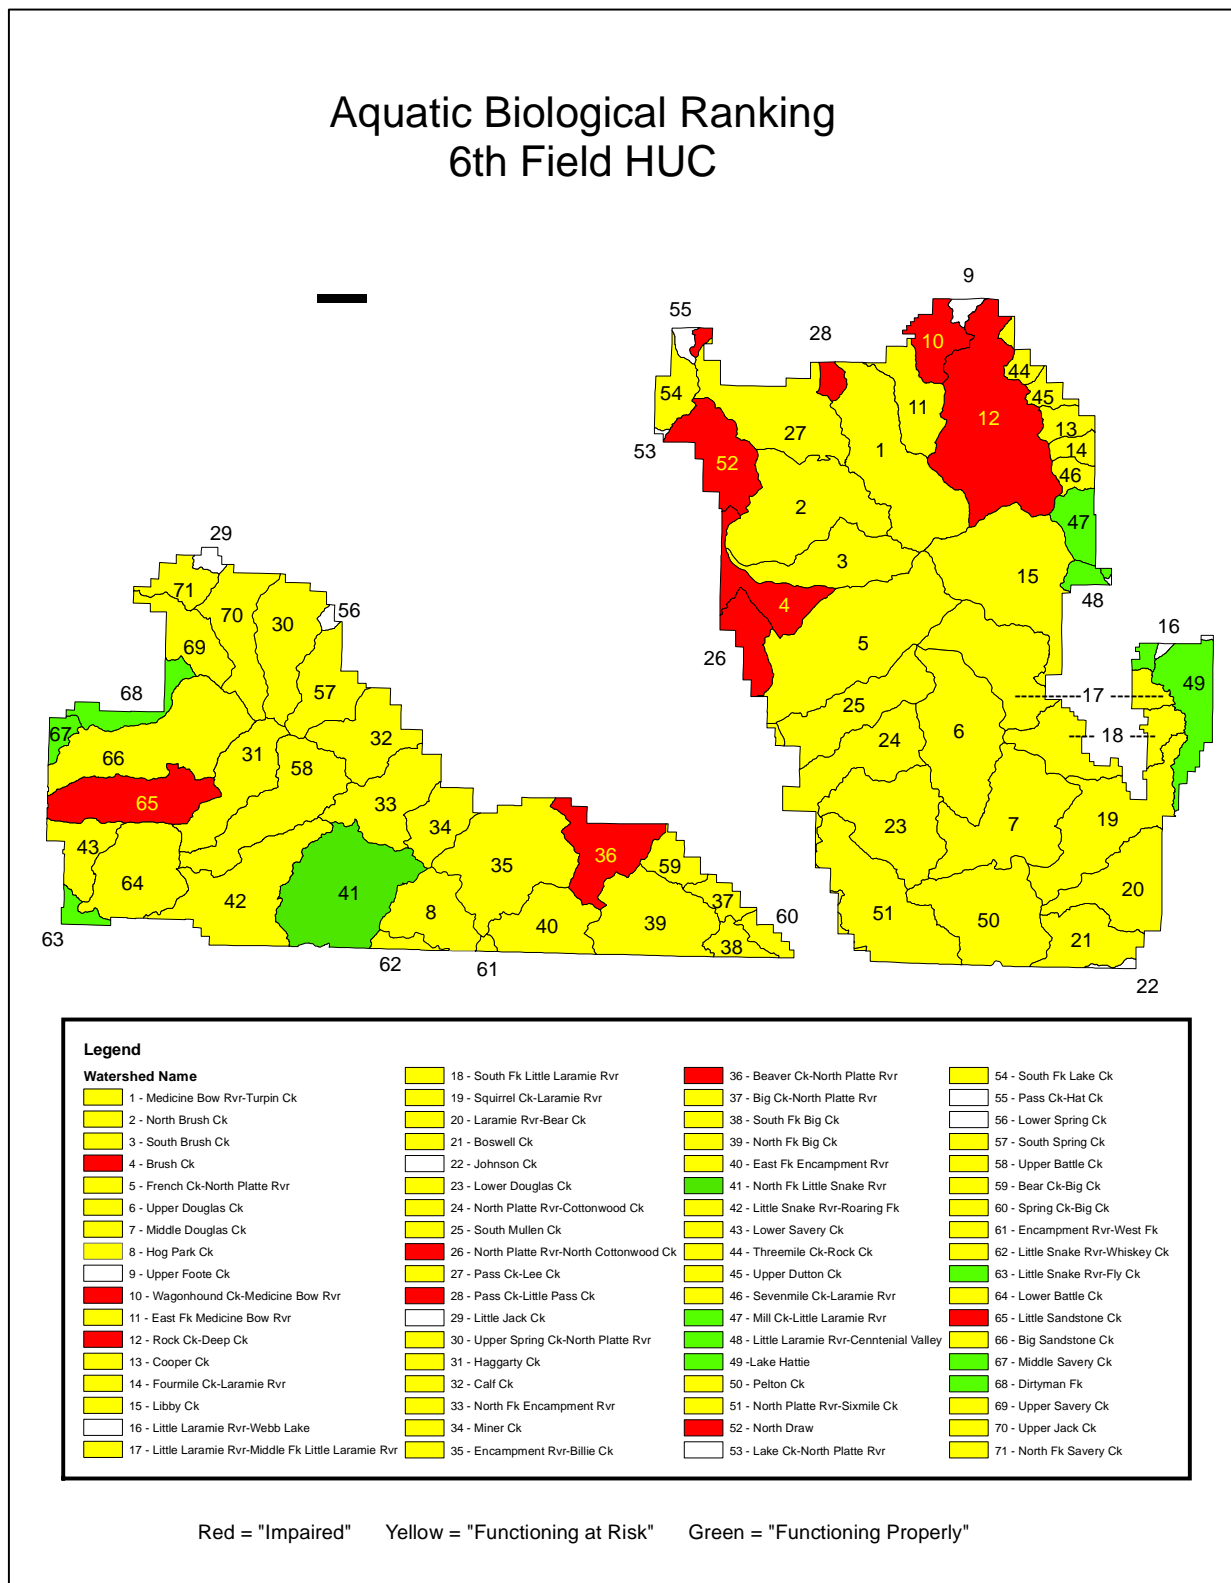 Aquatic Biological Ranking
6th Field HUC
9
55
28
10
44
54
45
11
12
13
27
1
14
53
52
46
2
47
29
3
15
71
48
70
30
56
4
16
69
5
26
49
68
57
17
25
67
32
6
18
66
31
24
58
65
33
19
34
23
7
43
35
36
59
64
20
42
41
37
8
60
51
50
40
39
21
38
63
62
61
22
Legend
Watershed Name
1 - Medicine Bow Rvr-Turpin Ck
2 - North Brush Ck
3 - South Brush Ck
4 - Brush Ck
5 - French Ck-North Platte Rvr
6 - Upper Douglas Ck
7 - Middle Douglas Ck
8 - Hog Park Ck
9 - Upper Foote Ck
10 - Wagonhound Ck-Medicine Bow Rvr
11 - East Fk Medicine Bow Rvr
12 - Rock Ck-Deep Ck
13 - Cooper Ck
14 - Fourmile Ck-Laramie Rvr
15 - Libby Ck
16 - Little Laramie Rvr-Webb Lake
17 - Little Laramie Rvr-Middle Fk Little Laramie Rvr
18 - South Fk Little Laramie Rvr
19 - Squirrel Ck-Laramie Rvr
20 - Laramie Rvr-Bear Ck
21 - Boswell Ck
22 - Johnson Ck
23 - Lower Douglas Ck
24 - North Platte Rvr-Cottonwood Ck
25 - South Mullen Ck
26 - North Platte Rvr-North Cottonwood Ck
27 - Pass Ck-Lee Ck
28 - Pass Ck-Little Pass Ck
29 - Little Jack Ck
30 - Upper Spring Ck-North Platte Rvr
31 - Haggarty Ck
32 - Calf Ck
33 - North Fk Encampment Rvr
34 - Miner Ck
35 - Encampment Rvr-Billie Ck
36 - Beaver Ck-North Platte Rvr
37 - Big Ck-North Platte Rvr
38 - South Fk Big Ck
39 - North Fk Big Ck
40 - East Fk Encampment Rvr
41 - North Fk Little Snake Rvr
42 - Little Snake Rvr-Roaring Fk
43 - Lower Savery Ck
44 - Threemile Ck-Rock Ck
45 - Upper Dutton Ck
46 - Sevenmile Ck-Laramie Rvr
47 - Mill Ck-Little Laramie Rvr
48 - Little Laramie Rvr-Cenntenial Valley
49 -Lake Hattie
50 - Pelton Ck
51 - North Platte Rvr-Sixmile Ck
52 - North Draw
53 - Lake Ck-North Platte Rvr
54 - South Fk Lake Ck
55 - Pass Ck-Hat Ck
56 - Lower Spring Ck
57 - South Spring Ck
58 - Upper Battle Ck
59 - Bear Ck-Big Ck
60 - Spring Ck-Big Ck
61 - Encampment Rvr-West Fk
62 - Little Snake Rvr-Whiskey Ck
63 - Little Snake Rvr-Fly Ck
64 - Lower Battle Ck
65 - Little Sandstone Ck
66 - Big Sandstone Ck
67 - Middle Savery Ck
68 - Dirtyman Fk
69 - Upper Savery Ck
70 - Upper Jack Ck
71 - North Fk Savery Ck
Red = "Impaired" Yellow = "Functioning at Risk" Green = "Functioning Properly"